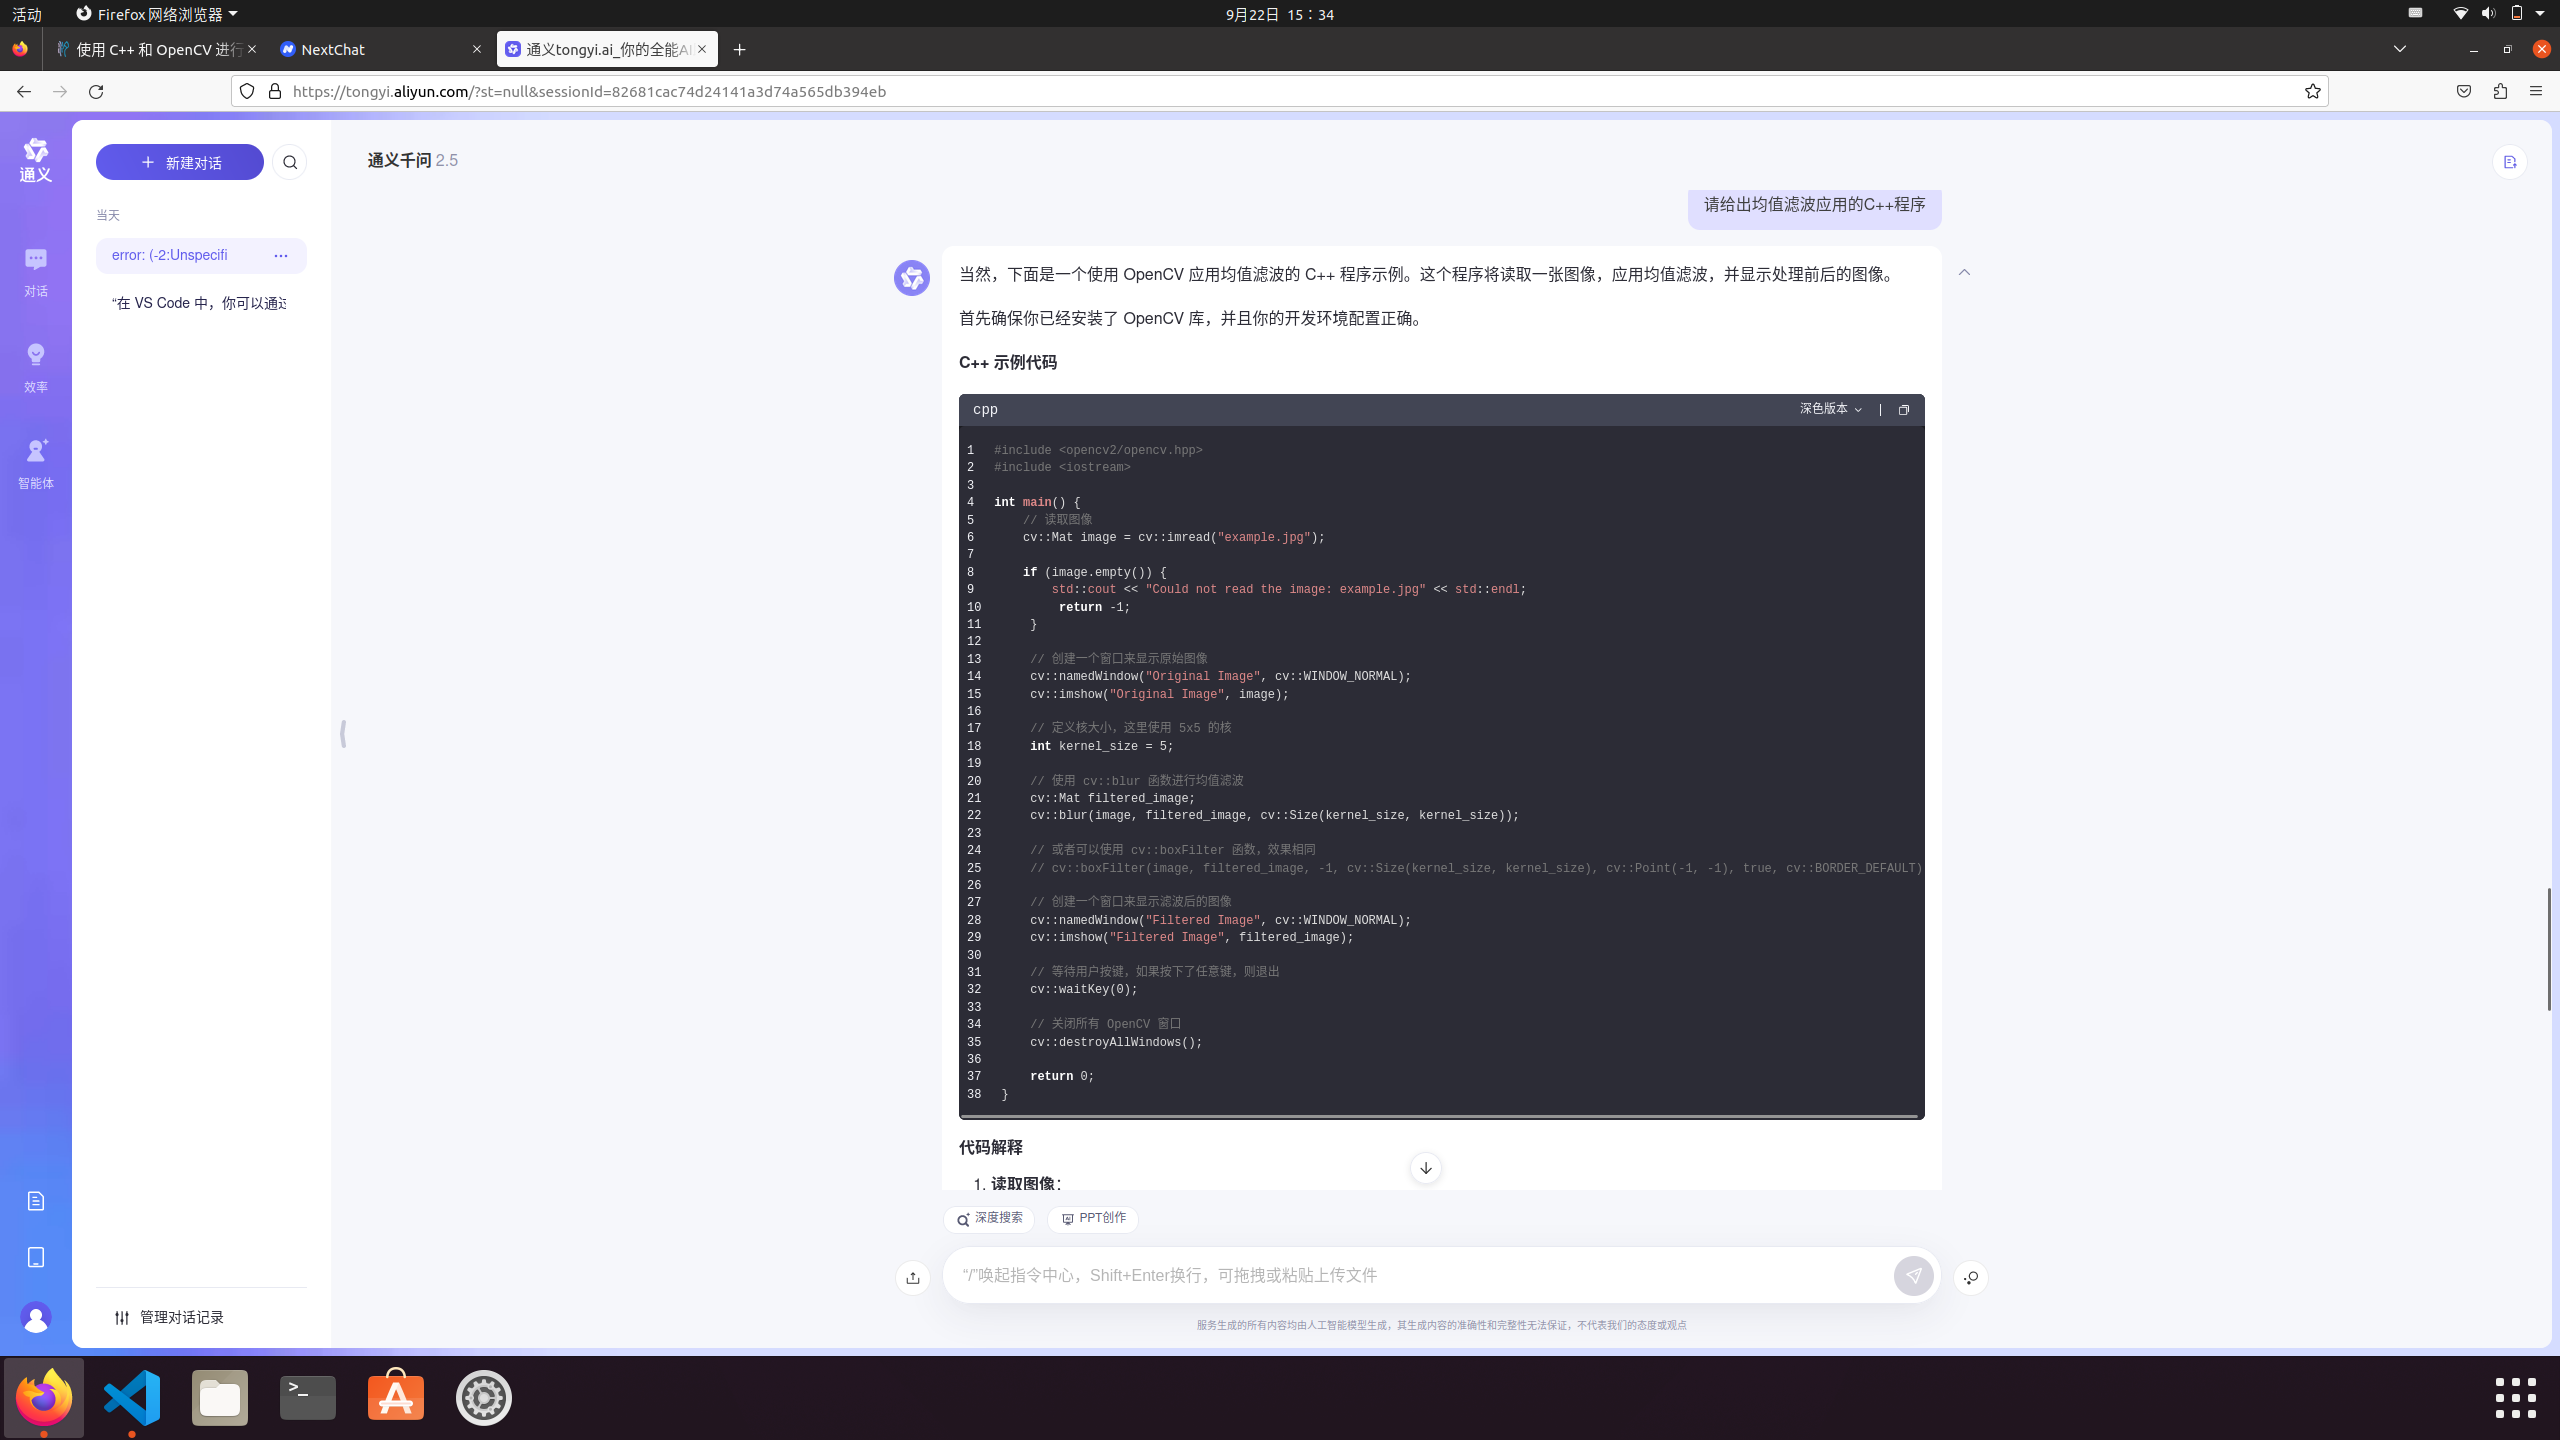 活动
Firefox 网络浏览器
9月22日 15：34
使用 C++ 和 OpenCV 进行
NextChat
通义tongyi.ai_你的全能AI
https://tongyi.aliyun.com/?st=null&sessionId=82681cac74d24141a3d74a565db394eb
通义
对话
效率
智能体
新建对话
当天
error: (-2:Unspecifi
“在 VS Code 中，你可以通过
管理对话记录
通义千问 2.5
请给出均值滤波应用的C++程序
当然，下面是一个使用 OpenCV 应用均值滤波的 C++ 程序示例。这个程序将读取一张图像，应用均值滤波，并显示处理前后的图像。
首先确保你已经安装了 OpenCV 库，并且你的开发环境配置正确。
C++ 示例代码
cpp
深色版本
1 #include <opencv2/opencv.hpp>
2 #include <iostream>
3
4 int main() {
5     // 读取图像
6     cv::Mat image = cv::imread("example.jpg");
7
8     if (image.empty()) {
9         std::cout << "Could not read the image: example.jpg" << std::endl;
10         return -1;
11     }
12
13     // 创建一个窗口来显示原始图像
14     cv::namedWindow("Original Image", cv::WINDOW_NORMAL);
15     cv::imshow("Original Image", image);
16
17     // 定义核大小，这里使用 5x5 的核
18     int kernel_size = 5;
19
20     // 使用 cv::blur 函数进行均值滤波
21     cv::Mat filtered_image;
22     cv::blur(image, filtered_image, cv::Size(kernel_size, kernel_size));
23
24     // 或者可以使用 cv::boxFilter 函数，效果相同
25     // cv::boxFilter(image, filtered_image, -1, cv::Size(kernel_size, kernel_size), cv::Point(-1, -1), true, cv::BORDER_DEFAULT)
26
27     // 创建一个窗口来显示滤波后的图像
28     cv::namedWindow("Filtered Image", cv::WINDOW_NORMAL);
29     cv::imshow("Filtered Image", filtered_image);
30
31     // 等待用户按键，如果按下了任意键，则退出
32     cv::waitKey(0);
33
34     // 关闭所有 OpenCV 窗口
35     cv::destroyAllWindows();
36
37     return 0;
38 }
代码解释
1. 读取图像：
深度搜索
PPT创作
“/”唤起指令中心，Shift+Enter换行，可拖拽或粘贴上传文件
服务生成的所有内容均由人工智能模型生成，其生成内容的准确性和完整性无法保证，不代表我们的态度或观点